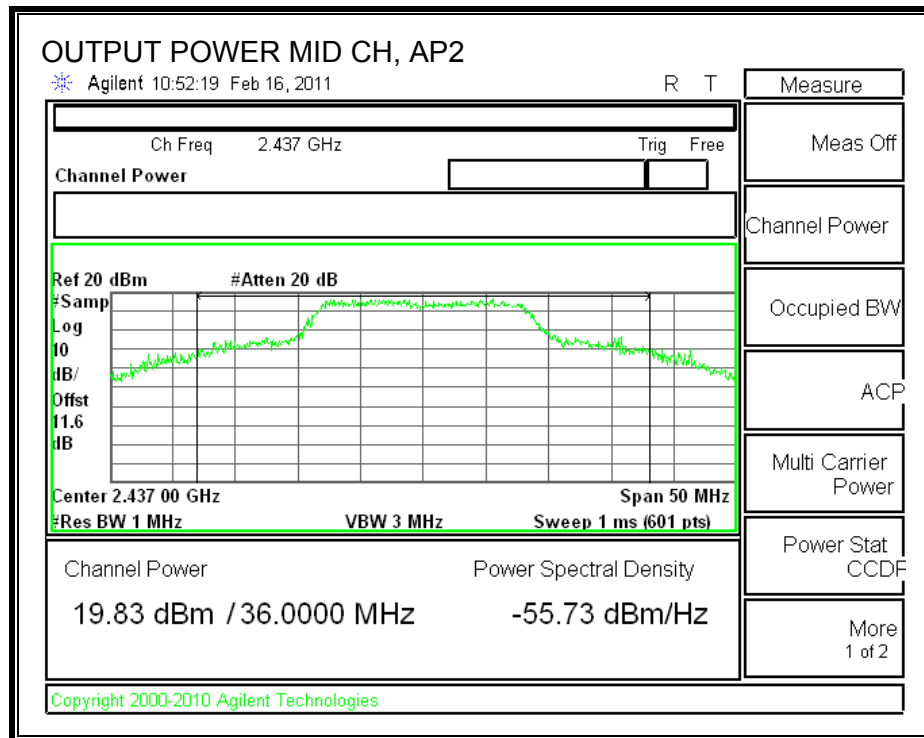 OUTPUT POWER MID CH, AP2
Agilent 10:52:19 Feb 16, 2011 R T
Measure
Ch Freq 2.437 GHz Trig Free
Meas Off
Channel Power
Channel Power
Ref 20 dBm #Atten 20 dB
#Samp
Log
10
dB/
Offst
11.6
dB
Occupied BW
ACP
Multi Carrier
Power
Center 2.437 00 GHz Span 50 MHz
#Res BW 1 MHz VBW 3 MHz Sweep 1 ms (601 pts)
Channel Power Power Spectral Density
19.83 dBm / 36.0000 MHz -55.73 dBm/Hz
Power Stat
CCDF
More
1 of 2
Copyright 2000-2010 Agilent Technologies